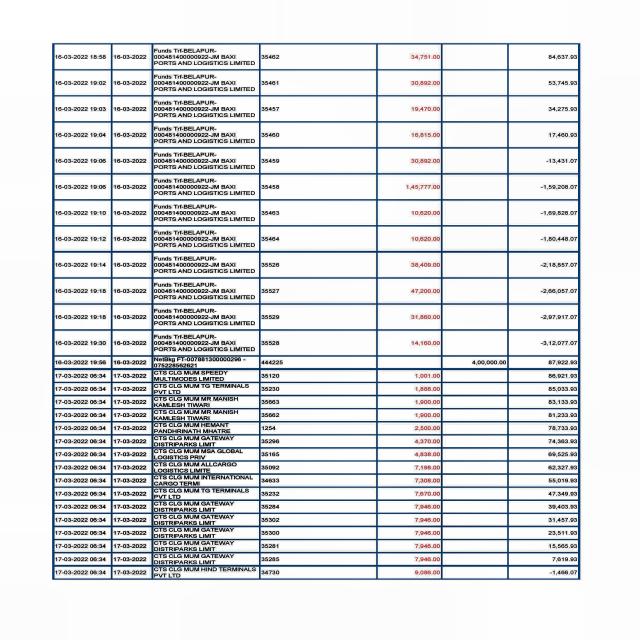 16-03-2022 18:58 16-03-2022 Funds Trf-BELAPUR-
000481400000922-JM BAXI 35462 34,751.00 84,637.93
PORTS AND LOGISTICS LIMITED
16-03-2022 19:02 16-03-2022 Funds Trf-BELAPUR-
000481400000922-JM BAXI 35461 30,892.00 53,745.93
PORTS AND LOGISTICS LIMITED
16-03-2022 19:03 16-03-2022 Funds Trf-BELAPUR-
000481400000922-JM BAXI 35457 19,470.00 34,275.93
PORTS AND LOGISTICS LIMITED
16-03-2022 19:04 16-03-2022 Funds Trf-BELAPUR-
000481400000922-JM BAXI 35460 16,815.00 17,460.93
PORTS AND LOGISTICS LIMITED
16-03-2022 19:06 16-03-2022 Funds Trf-BELAPUR-
000481400000922-JM BAXI 35459 30,892.00 -13,431.07
PORTS AND LOGISTICS LIMITED
16-03-2022 19:06 16-03-2022 Funds Trf-BELAPUR-
000481400000922-JM BAXI 35458 1,45,777.00 -1,59,208.07
PORTS AND LOGISTICS LIMITED
16-03-2022 19:10 16-03-2022 Funds Trf-BELAPUR-
000481400000922-JM BAXI 35463 10,620.00 -1,69,828.07
PORTS AND LOGISTICS LIMITED
16-03-2022 19:12 16-03-2022 Funds Trf-BELAPUR-
000481400000922-JM BAXI 35464 10,620.00 -1,80,448.07
PORTS AND LOGISTICS LIMITED
16-03-2022 19:14 16-03-2022 Funds Trf-BELAPUR-
000481400000922-JM BAXI 35526 38,409.00 -2,18,857.07
PORTS AND LOGISTICS LIMITED
16-03-2022 19:18 16-03-2022 Funds Trf-BELAPUR-
000481400000922-JM BAXI 35527 47,200.00 -2,66,057.07
PORTS AND LOGISTICS LIMITED
16-03-2022 19:18 16-03-2022 Funds Trf-BELAPUR-
000481400000922-JM BAXI 35529 31,860.00 -2,97,917.07
PORTS AND LOGISTICS LIMITED
16-03-2022 19:30 16-03-2022 Funds Trf-BELAPUR-
000481400000922-JM BAXI 35528 14,160.00 -3,12,077.07
PORTS AND LOGISTICS LIMITED
16-03-2022 19:56 16-03-2022 NetBkg FT-007881300000296 - 444225 4,00,000.00 87,922.93
075228562621
17-03-2022 06:34 17-03-2022 CTS CLG MUM SPEEDY 35120 1,001.00 86,921.93
MULTIMODES LIMITED
17-03-2022 06:34 17-03-2022 CTS CLG MUM TG TERMINALS 35230 1,888.00 85,033.93
PVT LTD
17-03-2022 06:34 17-03-2022 CTS CLG MUM MR MANISH 35663 1,900.00 83,133.93
KAMLESH TIWARI
17-03-2022 06:34 17-03-2022 CTS CLG MUM MR MANISH 35662 1,900.00 81,233.93
KAMLESH TIWARI
17-03-2022 06:34 17-03-2022 CTS CLG MUM HEMANT 1254 2,500.00 78,733.93
PANDHRINATH MHATRE
17-03-2022 06:34 17-03-2022 CTS CLG MUM GATEWAY 35296 4,370.00 74,363.93
DISTRIPARKS LIMIT
17-03-2022 06:34 17-03-2022 CTS CLG MUM MSA GLOBAL 35165 4,838.00 69,525.93
LOGISTICS PRIV
17-03-2022 06:34 17-03-2022 CTS CLG MUM ALLCARGO 35092 7,198.00 62,327.93
LOGISTICS LIMITE
17-03-2022 06:34 17-03-2022 CTS CLG MUM INTERNATIONAL 34633 7,308.00 55,019.93
CARGO TERMI
17-03-2022 06:34 17-03-2022 CTS CLG MUM TG TERMINALS 35232 7,670.00 47,349.93
PVT LTD
17-03-2022 06:34 17-03-2022 CTS CLG MUM GATEWAY 35284 7,946.00 39,403.93
DISTRIPARKS LIMIT
17-03-2022 06:34 17-03-2022 CTS CLG MUM GATEWAY 35302 7,946.00 31,457.93
DISTRIPARKS LIMIT
17-03-2022 06:34 17-03-2022 CTS CLG MUM GATEWAY 35300 7,946.00 23,511.93
DISTRIPARKS LIMIT
17-03-2022 06:34 17-03-2022 CTS CLG MUM GATEWAY 35281 7,946.00 15,565.93
DISTRIPARKS LIMIT
17-03-2022 06:34 17-03-2022 CTS CLG MUM GATEWAY 35285 7,946.00 7,619.93
DISTRIPARKS LIMIT
17-03-2022 06:34 17-03-2022 CTS CLG MUM HIND TERMINALS 34730 9,086.00 -1,466.07
PVT LTD